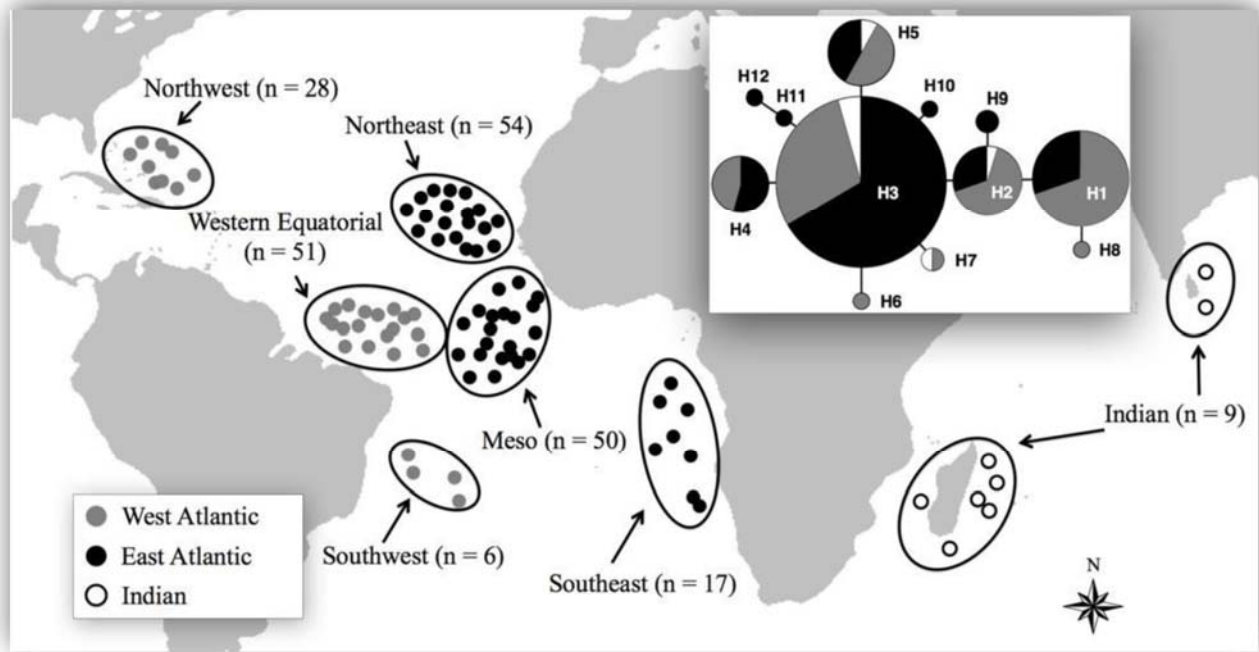 Northwest (n = 28)
Northeast (n = 54)
Western Equatorial
(n = 51)
Meso (n = 50)
Southwest (n = 6)
Southeast (n = 17)
Indian (n = 9)
H5
H12
H11
H10
H9
H3
H2
H1
H4
H7
H8
H6
West Atlantic
East Atlantic
Indian
N